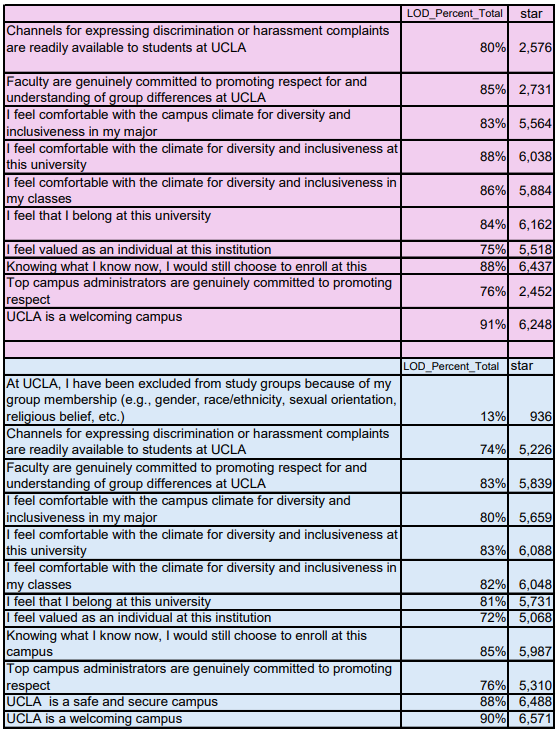 LOD_Percent_Total star
Channels for expressing discrimination or harassment complaints
are readily available to students at UCLA 80% 2,576
Faculty are genuinely committed to promoting respect for and
understanding of group differences at UCLA 85% 2,731
I feel comfortable with the campus climate for diversity and
inclusiveness in my major 83% 5,564
I feel comfortable with the climate for diversity and inclusiveness at
this university 88% 6,038
I feel comfortable with the climate for diversity and inclusiveness in
my classes 86% 5,884
I feel that I belong at this university 84% 6,162
I feel valued as an individual at this institution 75% 5,518
Knowing what I know now, I would still choose to enroll at this 88% 6,437
Top campus administrators are genuinely committed to promoting
respect 76% 2,452
UCLA is a welcoming campus 91% 6,248
LOD_Percent_Total star
At UCLA, I have been excluded from study groups because of my
group membership (e.g., gender, race/ethnicity, sexual orientation,
religious belief, etc.) 13% 936
Channels for expressing discrimination or harassment complaints
are readily available to students at UCLA 74% 5,226
Faculty are genuinely committed to promoting respect for and
understanding of group differences at UCLA 83% 5,839
I feel comfortable with the campus climate for diversity and
inclusiveness in my major 80% 5,659
I feel comfortable with the climate for diversity and inclusiveness at
this university 83% 6,088
I feel comfortable with the climate for diversity and inclusiveness in
my classes 82% 6,048
I feel that I belong at this university 81% 5,731
I feel valued as an individual at this institution 72% 5,068
Knowing what I know now, I would still choose to enroll at this
campus 85% 5,987
Top campus administrators are genuinely committed to promoting
respect 76% 5,310
UCLA  is a safe and secure campus 88% 6,488
UCLA is a welcoming campus 90% 6,571